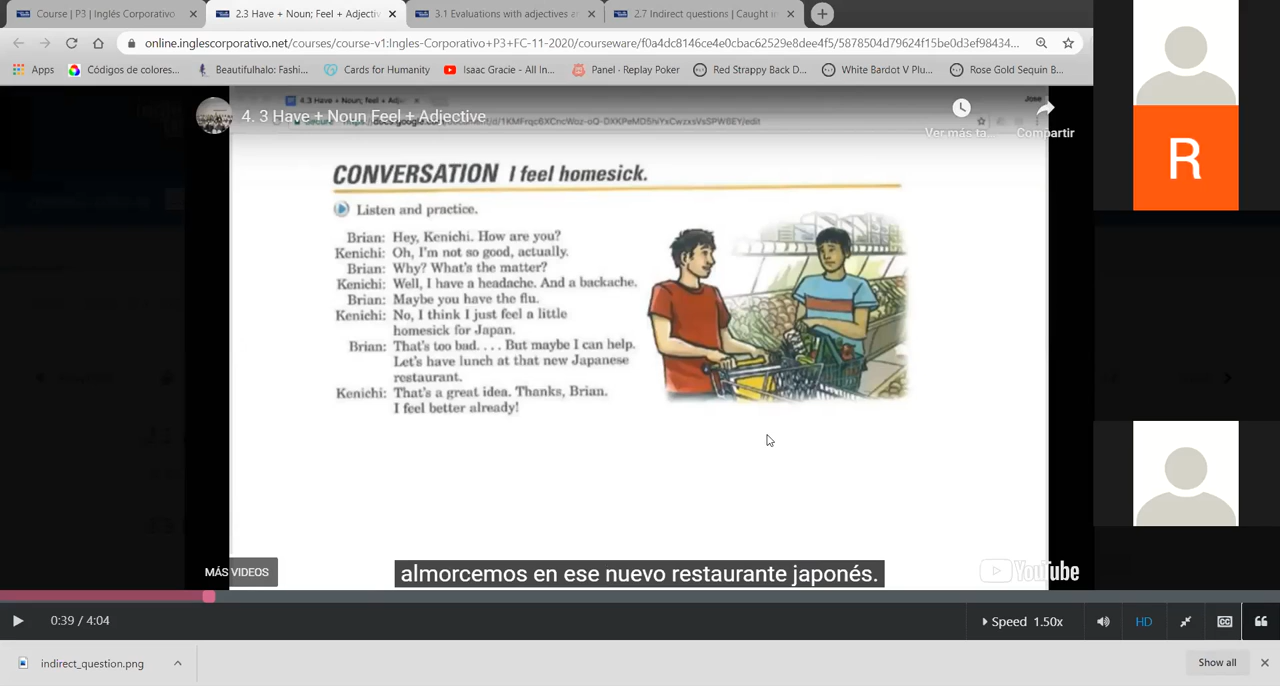 Course | P3 | Inglés Corporativo
2.3 Have + Noun; Feel + Adjectiv
3.1 Evaluations with adjectives a
2.7 Indirect questions | Caught i
online.inglescorporativo.net/courses/course-v1:Ingles-Corporativo+P3+FC-11-2020/courseware/f0a4dc8146ce4e0cbac62529e8dee4f5/5878504d79624f15be0d3ef98434...
Apps
Códigos de colores...
Beautifulhalo: Fashi...
Cards for Humanity
Isaac Gracie - All In...
Panel · Replay Poker
Red Strappy Back D...
White Bardot V Plu...
Rose Gold Sequin B...
4. 3 Have + Noun Feel + Adjective
Ver más ta...
Compartir
CONVERSATION I feel homesick.
Listen and practice.
Brian: Hey, Kenichi. How are you?
Kenichi: Oh, I'm not so good, actually.
Brian: Why? What's the matter?
Kenichi: Well, I have a headache. And a backache.
Brian: Maybe you have the flu.
Kenichi: No, I think I just feel a little
homesick for Japan.
Brian: That's too bad. . . . But maybe I can help.
Let's have lunch at that new Japanese
restaurant.
Kenichi: That's a great idea. Thanks, Brian.
I feel better already!
R
MÁS VIDEOS
almorcemos en ese nuevo restaurante japonés.
YouTube
0:39 / 4:04
Speed 1.50x
HD
CC
indirect_question.png
Show all